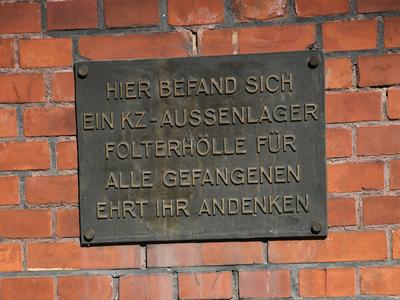 HIER BEFAND SICH
EIN KZ-AUSSENLAGER
FOLTERHÖLLE FÜR
ALLE GEFANGENEN
EHRT IHR ANDENKEN